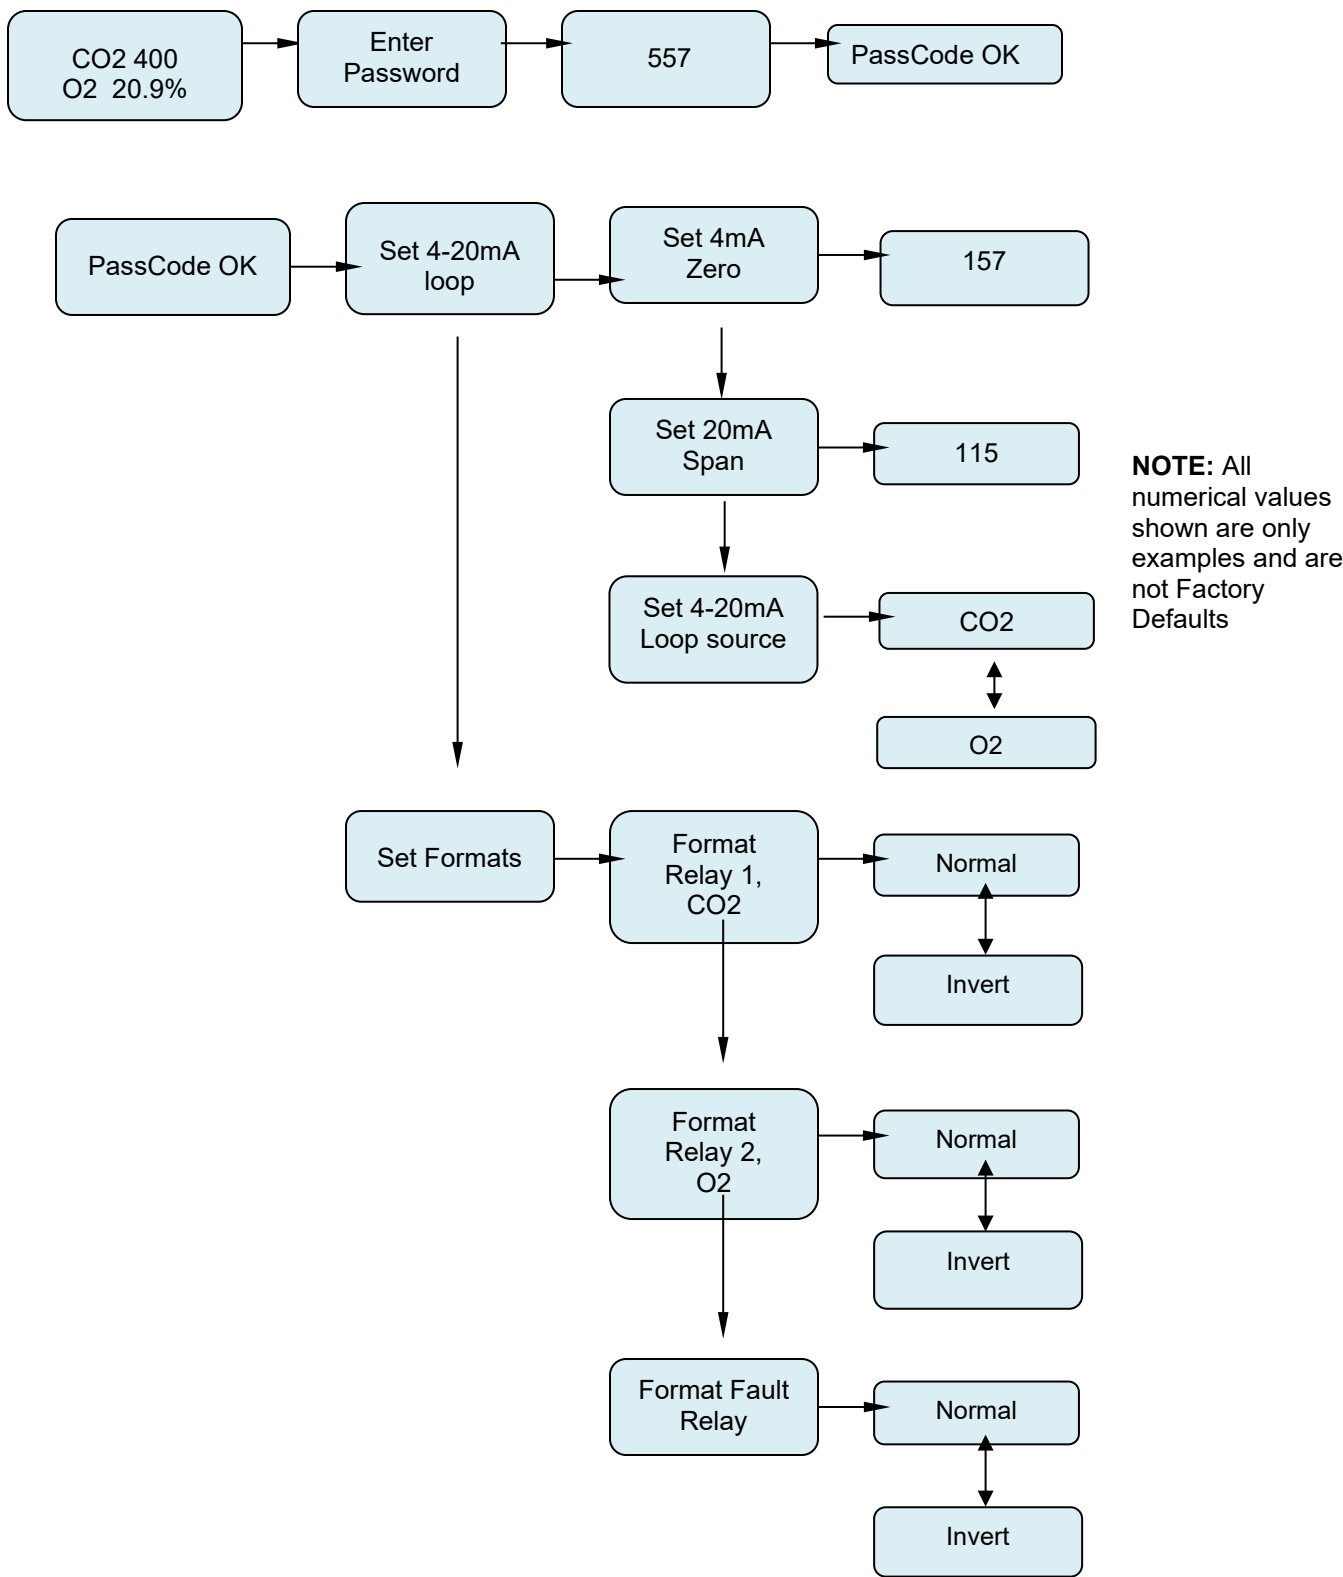 CO2 400
O2  20.9%
Enter
Password
557
PassCode OK
PassCode OK
Set 4-20mA
loop
Set 4mA
Zero
157
Set 20mA
Span
115
NOTE: All
numerical values
shown are only
examples and are
not Factory
Defaults
Set 4-20mA
Loop source
CO2
O2
Set Formats
Format
Relay 1,
CO2
Normal
Invert
Format
Relay 2,
O2
Normal
Invert
Format Fault
Relay
Normal
Invert